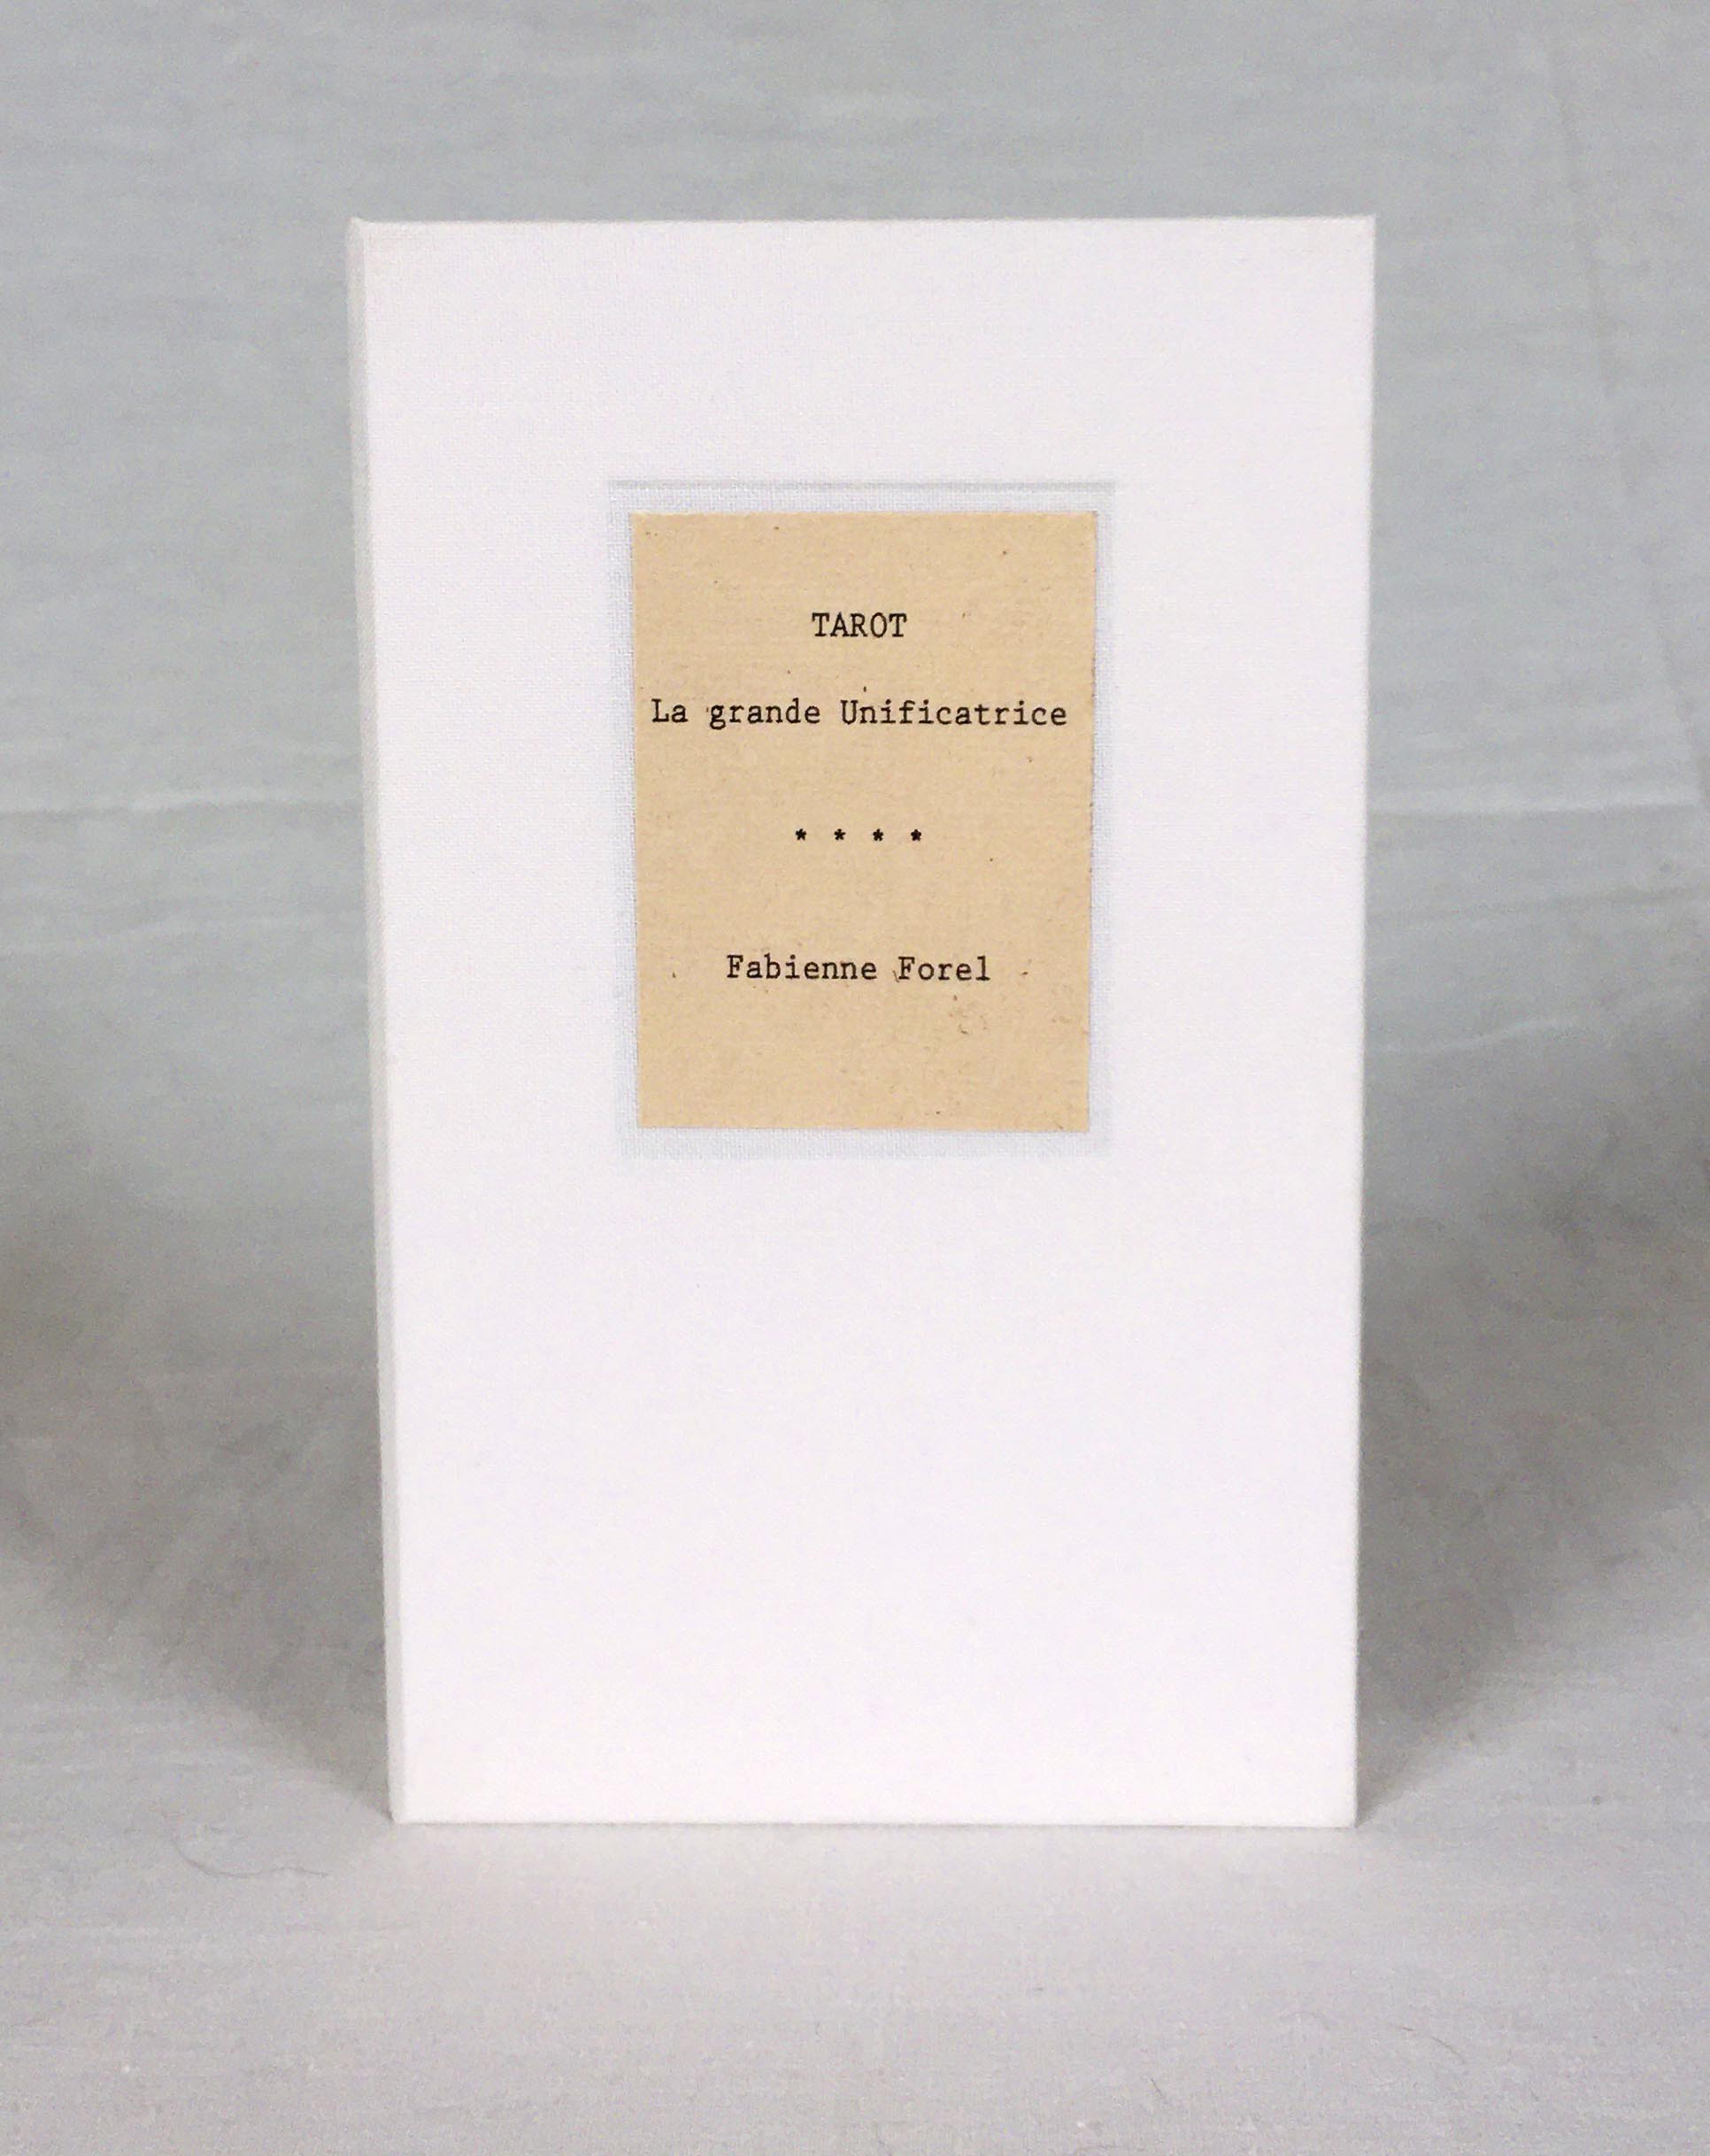 TAROT
La grande Unificatrice
* * * *
Fabienne Forel